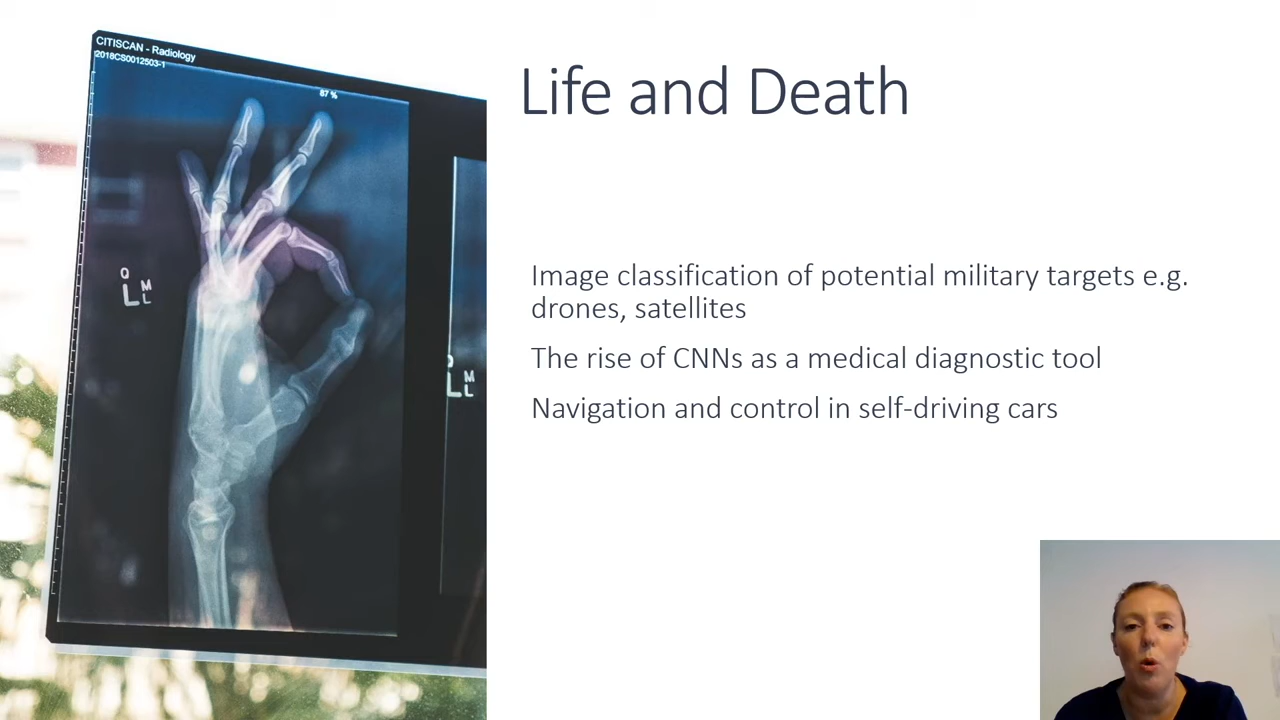 CITISCAN - Radiology
2018CS0012503-1
87 %
Q
L M
L
L M
L
Life and Death
Image classification of potential military targets e.g.
drones, satellites
The rise of CNNs as a medical diagnostic tool
Navigation and control in self-driving cars